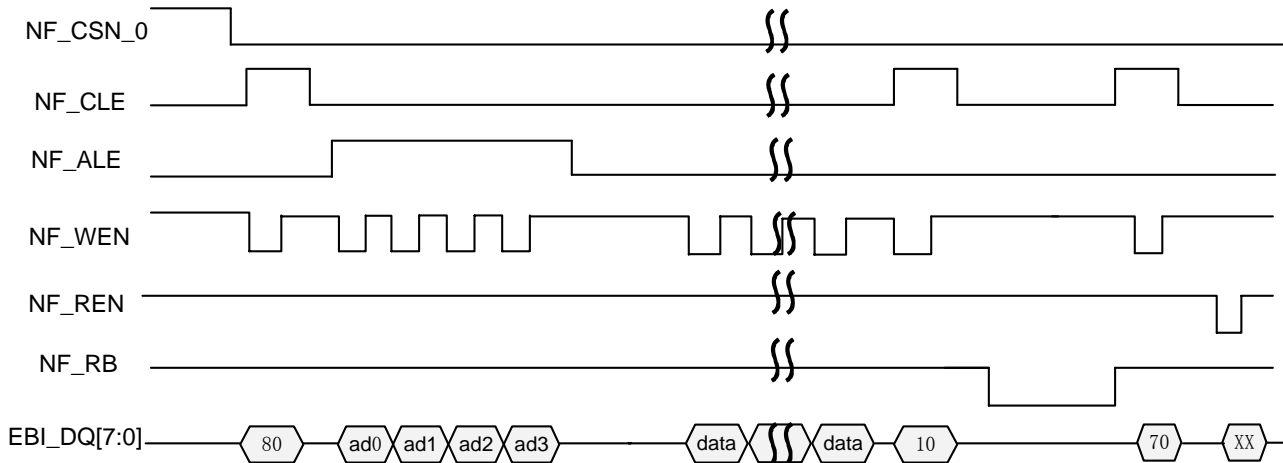 NF_CSN_0
NF_CLE
NF_ALE
NF_WEN
NF_REN
NF_RB
EBI_DQ[7:0] 80 ad0 ad1 ad2 ad3 data data 10 70 XX